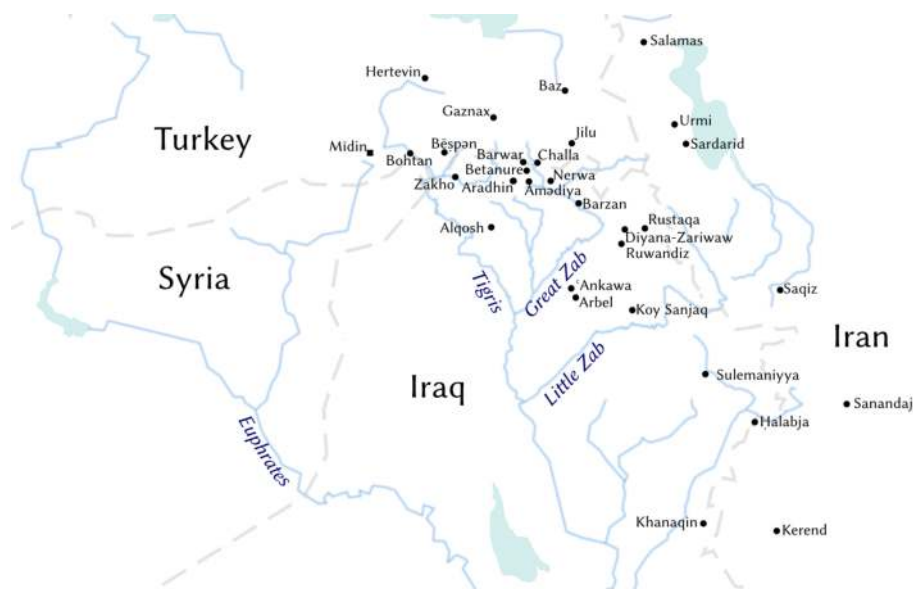 Salamas
Hertevin
Baz
Gaznax
Urmi
Turkey
Jilu
Sardarid
Midin
Bohtan
Bēspən
Barwar
Challa
Betanure
Nerwa
Zakho
Aradhin
Amədiya
Barzan
Alqosh
Rustaqa
Diyana-Zariwaw
Ruwandiz
Syria
Tigris
Great Zab
ʿAnkawa
Arbel
Saqiz
Koy Sanjaq
Iran
Iraq
Little Zab
Sulemaniyya
Sanandaj
Ḥalabja
Euphrates
Khanaqin
Kerend